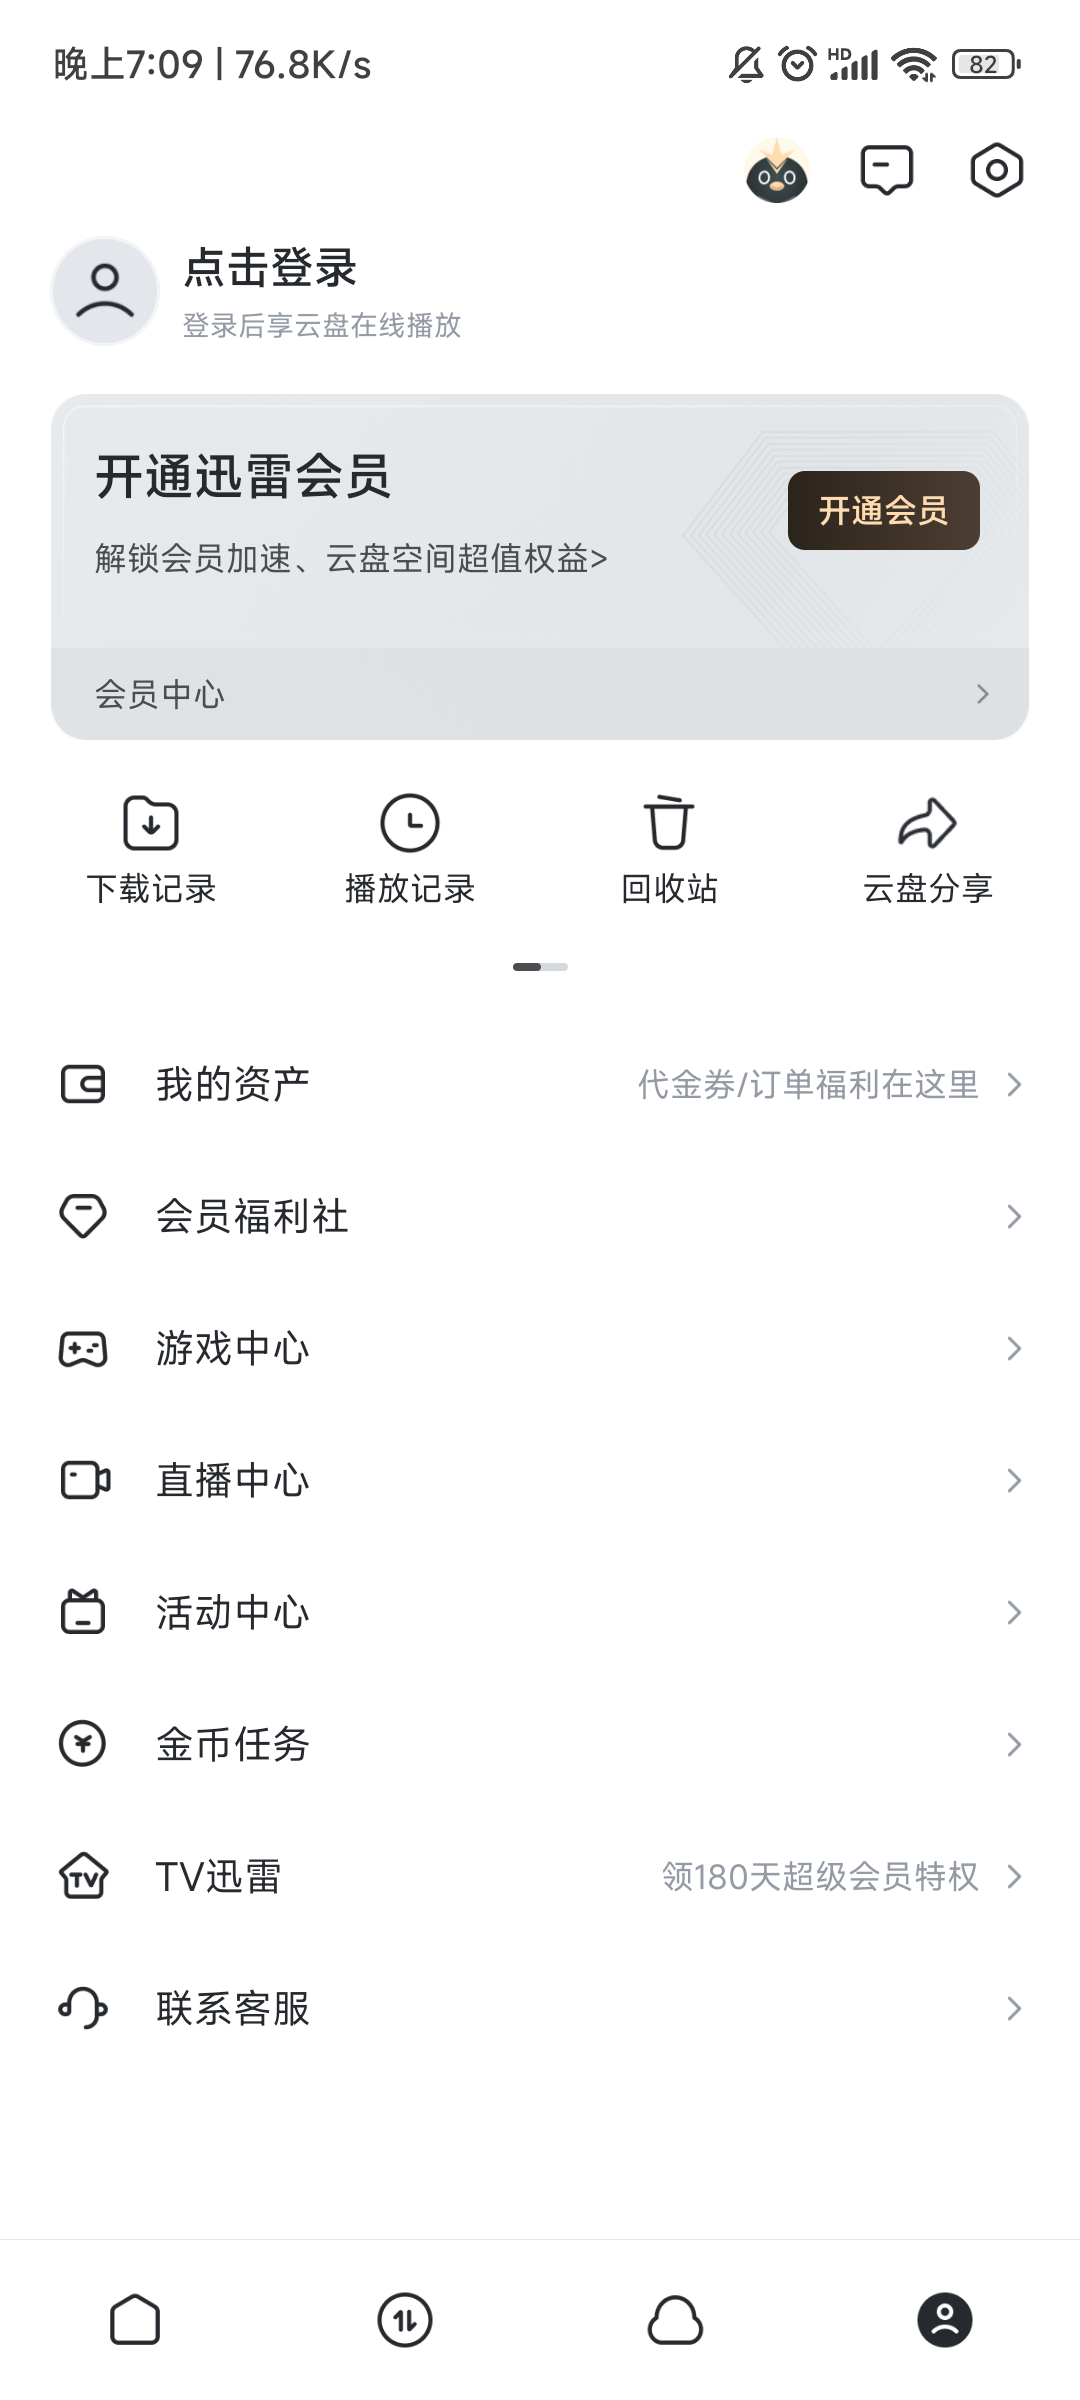 晚上7:09 | 76.8K/s
HD
82
点击登录
登录后享云盘在线播放
开通迅雷会员
开通会员
解锁会员加速、云盘空间超值权益>
会员中心
下载记录 播放记录 回收站 云盘分享
我的资产 代金券/订单福利在这里
会员福利社
游戏中心
直播中心
活动中心
金币任务
TV迅雷 领180天超级会员特权
联系客服